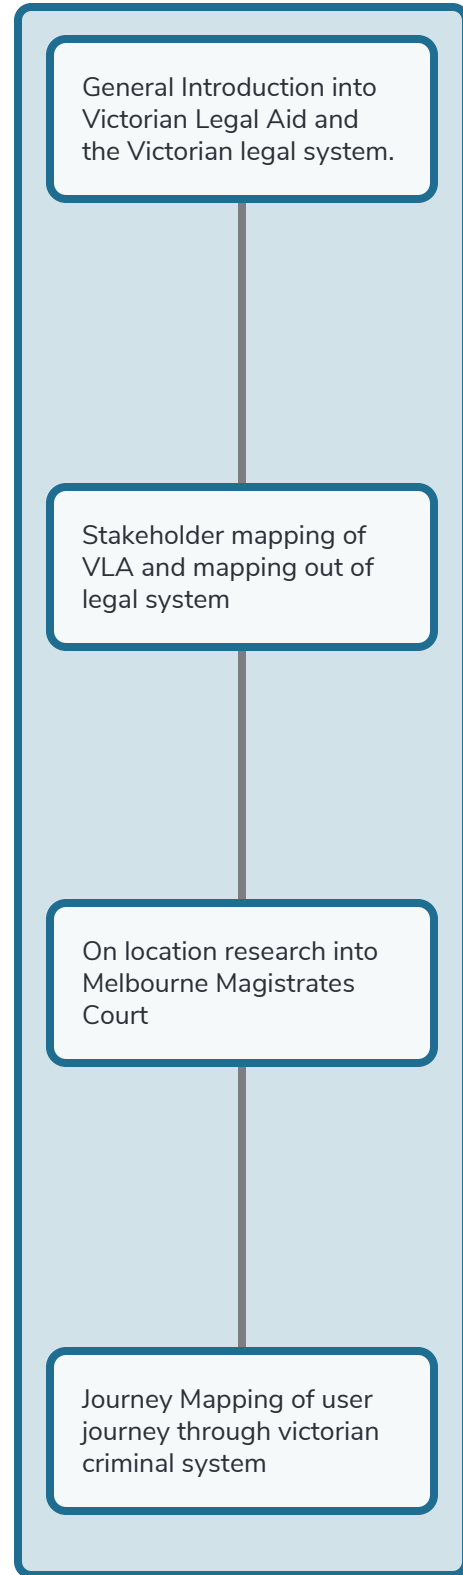 General Introduction into
Victorian Legal Aid and
the Victorian legal system.
Stakeholder mapping of
VLA and mapping out of
legal system
On location research into
Melbourne Magistrates
Court
Journey Mapping of user
journey through victorian
criminal system